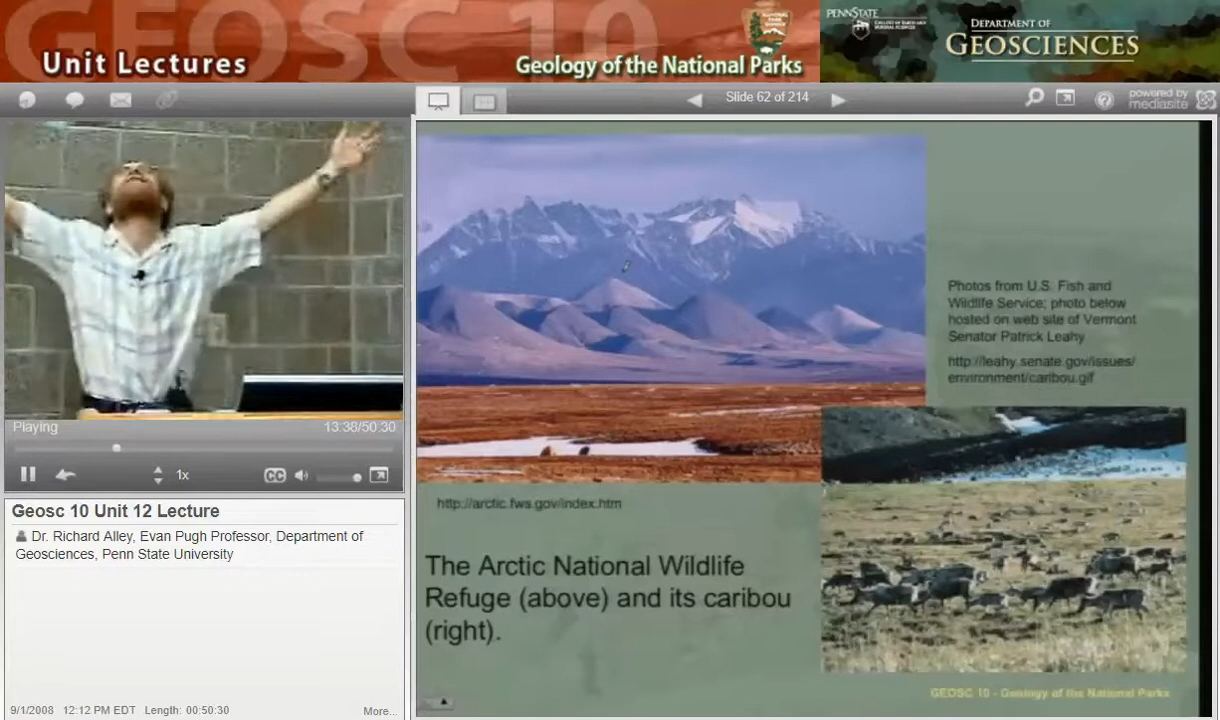 GEOSC 10
Unit Lectures
Geology of the National Parks
PENNSTATE
DEPARTMENT OF
GEOSCIENCES
Slide 62 of 214
powered by
mediasite
Playing
13:38/50:30
1x
CC
Geosc 10 Unit 12 Lecture
Dr. Richard Alley, Evan Pugh Professor, Department of
Geosciences, Penn State University
9/1/2008 12:12 PM EDT Length: 00:50:30
More...
Photos from U.S. Fish and
Wildlife Service; photo below
hosted on web site of Vermont
Senator Patrick Leahy
http://leahy.senate.gov/issues/
environment/caribou.gif
http://arctic.fws.gov/index.htm
The Arctic National Wildlife
Refuge (above) and its caribou
(right).
GEOSC 10 - Geology of the National Parks